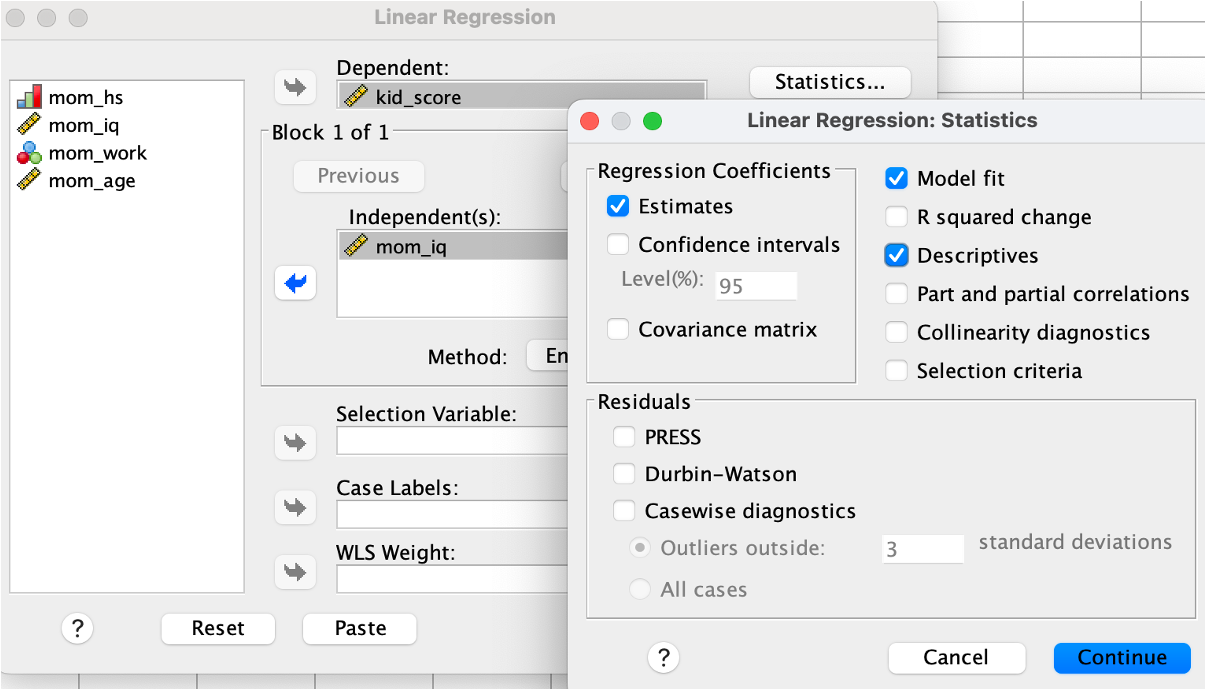 Linear Regression
mom_hs
mom_iq
mom_work
mom_age
Dependent:
kid_score
Statistics...
Block 1 of 1
Previous
Independent(s):
mom_iq
Method:
En
Selection Variable:
Case Labels:
WLS Weight:
?
Reset
Paste
Linear Regression: Statistics
Regression Coefficients
Estimates
Confidence intervals
Level(%): 95
Covariance matrix
Model fit
R squared change
Descriptives
Part and partial correlations
Collinearity diagnostics
Selection criteria
Residuals
PRESS
Durbin-Watson
Casewise diagnostics
Outliers outside: 3 standard deviations
All cases
?
Cancel
Continue